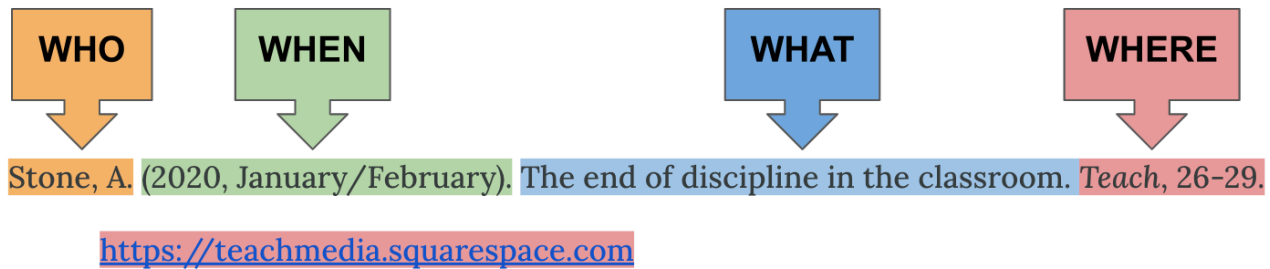 WHO WHEN WHAT WHERE
Stone, A. (2020, January/February). The end of discipline in the classroom. Teach, 26-29.
https://teachmedia.squarespace.com